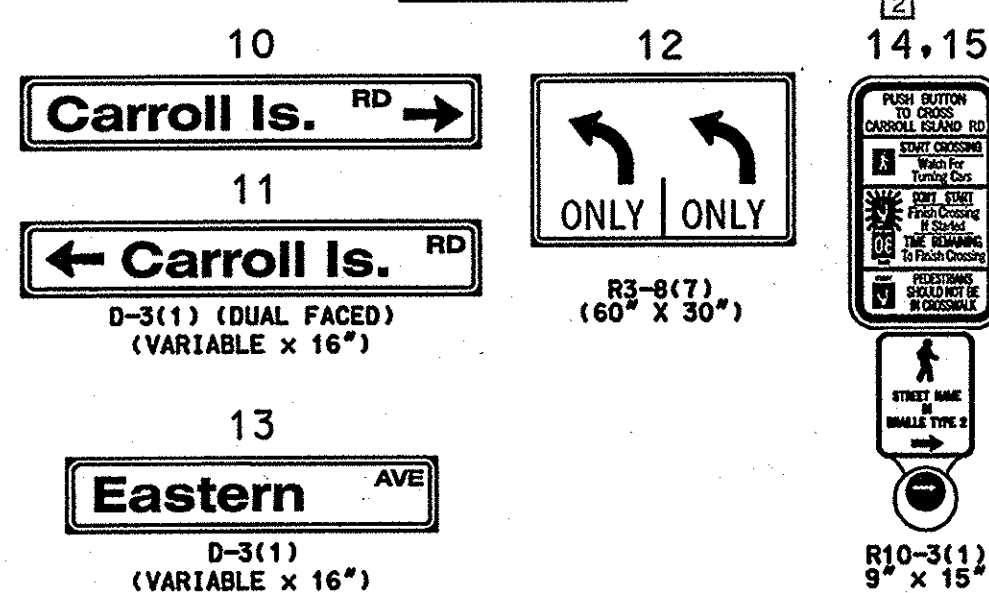 10
Carroll Is. RD →
11
← Carroll Is. RD
D-3(1) (DUAL FACED)
(VARIABLE x 16")
13
Eastern AVE
D-3(1)
(VARIABLE x 16")
12
ONLY | ONLY
R3-8(7)
(60" X 30")
2
14,15
PUSH BUTTON
TO CROSS
CARROLL ISLAND RD
START CROSSING
Watch For
Turning Cars
DON'T START
Finish Crossing
If Started
TIME REMAINING
To Finish Crossing
PEDESTRIANS
SHOULD NOT BE
IN CROSSWALK
STREET NAME
IN
BRAILLE TYPE 2
R10-3(1)
9" x 15"